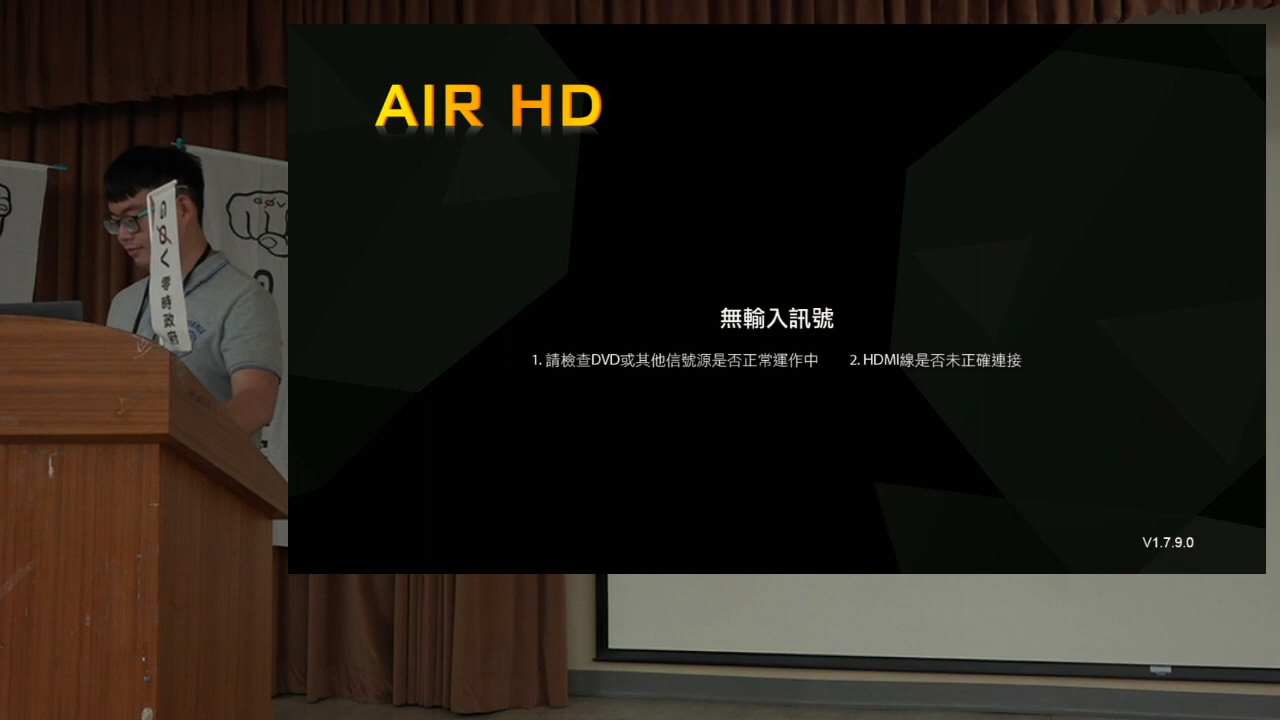 AIR HD
無輸入訊號
1. 請檢查DVD或其他信號源是否正常運作中 2. HDMI線是否未正確連接
V1.7.9.0
零時政府
GØV